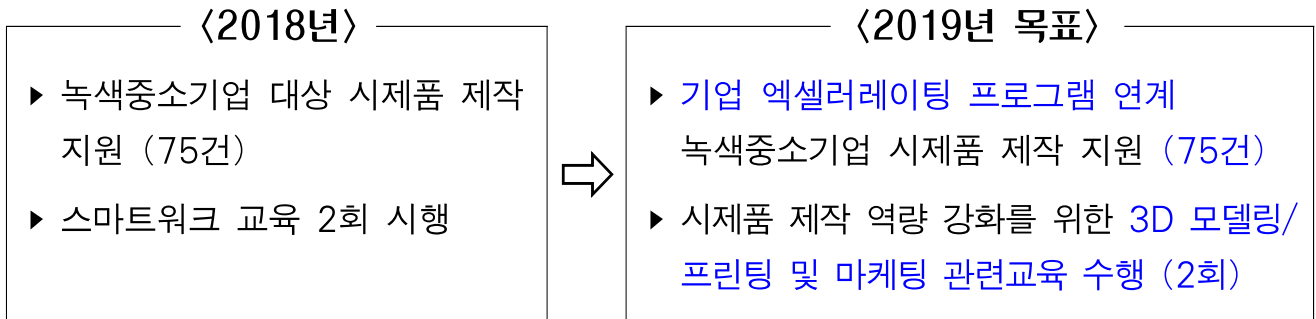 〈2018년〉
▶ 녹색중소기업 대상 시제품 제작
지원 (75건)
▶ 스마트워크 교육 2회 시행
⇨
〈2019년 목표〉
▶ 기업 엑셀러레이팅 프로그램 연계
녹색중소기업 시제품 제작 지원 (75건)
▶ 시제품 제작 역량 강화를 위한 3D 모델링/
프린팅 및 마케팅 관련교육 수행 (2회)